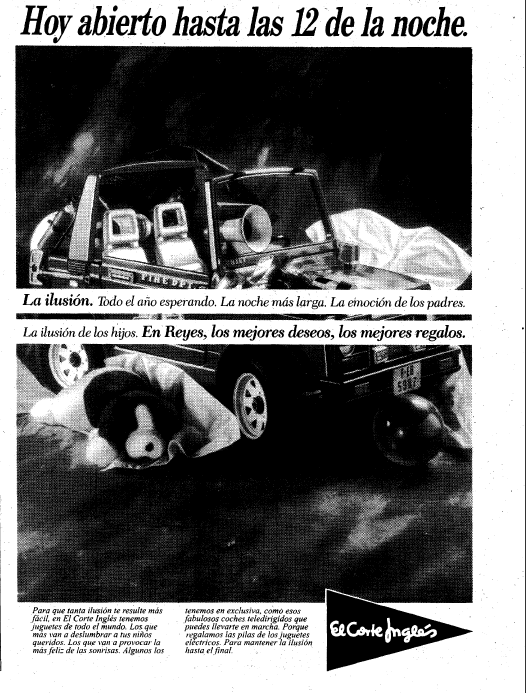 Hoy abierto hasta las 12 de la noche.
FIRE DPT
La ilusión. Todo el año esperando. La noche más larga. La emoción de los padres.
La ilusión de los hijos. En Reyes, los mejores deseos, los mejores regalos.
Para que tanta ilusión te resulte más
fácil, en El Corte Inglés tenemos
juguetes de todo el mundo. Los que
más van a deslumbrar a tus niños
queridos. Los que van a provocar la
más feliz de las sonrisas. Algunos los
tenemos en exclusiva, como esos
fabulosos coches teledirigidos que
puedes llevarte en marcha. Porque
regalamos las pilas de los juguetes
eléctricos. Para mantener la ilusión
hasta el final.
El Corte Inglés